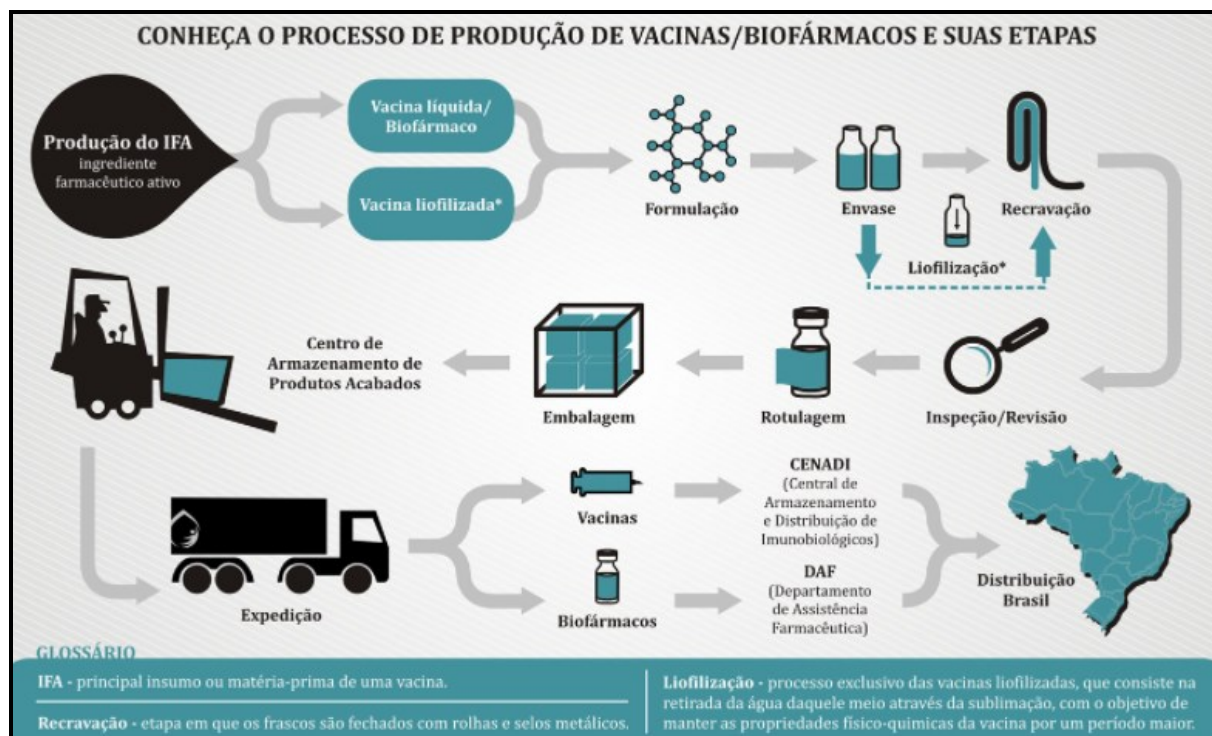 CONHEÇA O PROCESSO DE PRODUÇÃO DE VACINAS/BIOFÁRMACOS E SUAS ETAPAS
Produção do IFA
ingrediente
farmacêutico ativo
Vacina líquida/
Biofármaco
Vacina liofilizada*
Formulação
Envase
Recravação
Liofilização*
Inspeção/Revisão
Rotulagem
Embalagem
Centro de
Armazenamento de
Produtos Acabados
Expedição
Vacinas
Biofármacos
CENADI
(Central de
Armazenamento
e Distribuição de
Imunobiológicos)
DAF
(Departamento
de Assistência
Farmacêutica)
Distribuição
Brasil
GLOSSÁRIO
IFA - principal insumo ou matéria-prima de uma vacina.
Recravação - etapa em que os frascos são fechados com rolhas e selos metálicos.
Liofilização - processo exclusivo das vacinas liofilizadas, que consiste na
retirada da água daquele meio através da sublimação, com o objetivo de
manter as propriedades físico-quimicas da vacina por um período maior.